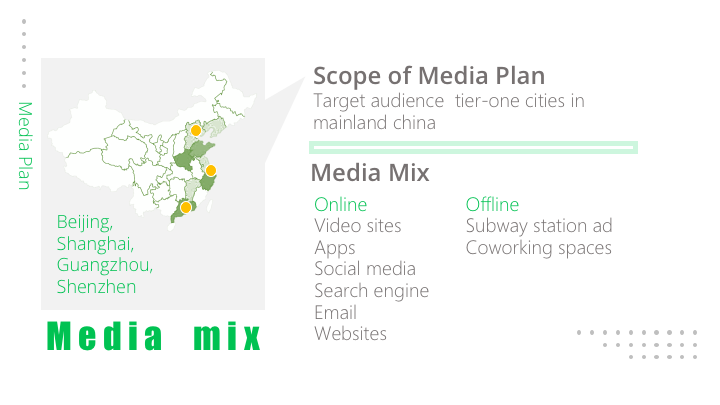 Media Plan
Beijing,
Shanghai,
Guangzhou,
Shenzhen
Media mix
Scope of Media Plan
Target audience tier-one cities in
mainland china
Media Mix
Online
Video sites
Apps
Social media
Search engine
Email
Websites
Offline
Subway station ad
Coworking spaces